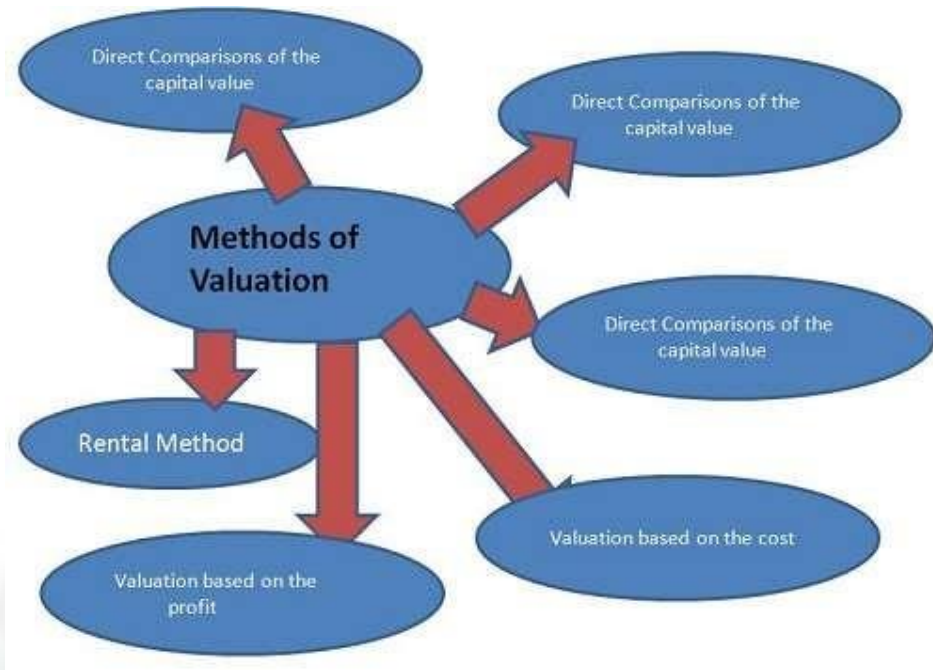 Direct Comparisons of the
capital value
Direct Comparisons of the
capital value
Methods of
Valuation
Direct Comparisons of the
capital value
Rental Method
Valuation based on the cost
Valuation based on the
profit